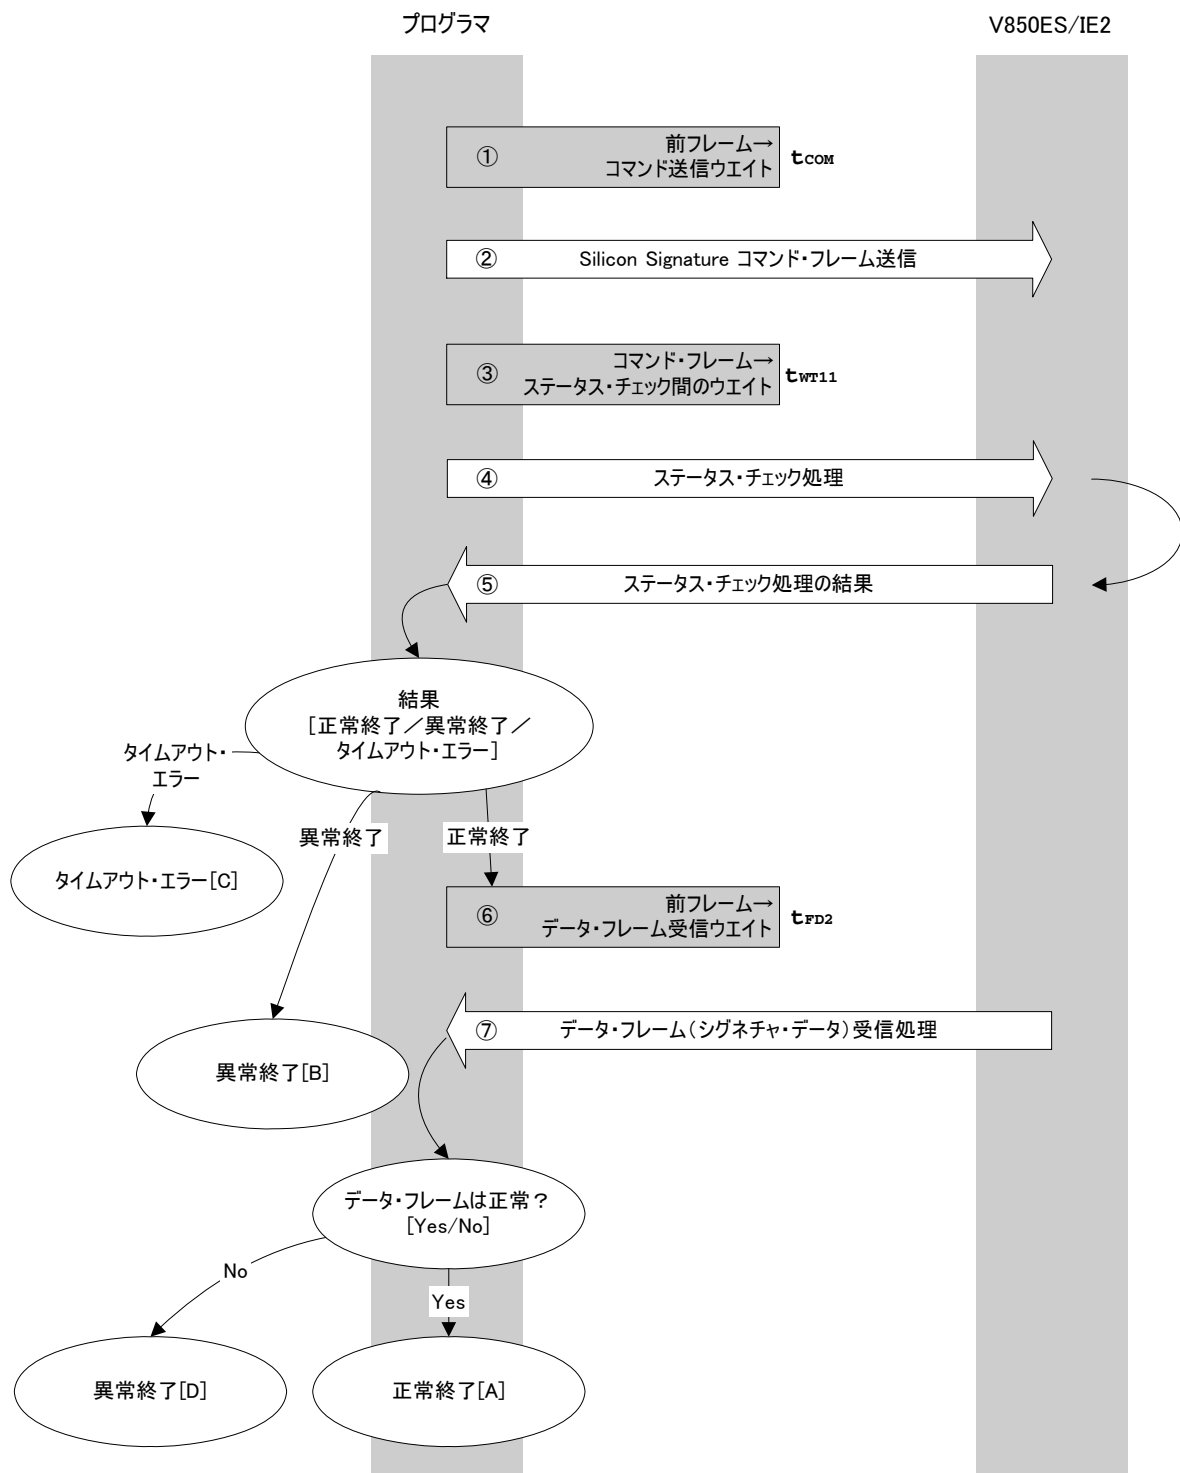 プログラマ
V850ES/IE2
① 前フレーム→
コマンド送信ウエイト
tCOM
② Silicon Signature コマンド・フレーム送信
③ コマンド・フレーム→
ステータス・チェック間のウエイト
tWT11
④ ステータス・チェック処理
⑤ ステータス・チェック処理の結果
結果
[正常終了／異常終了／
タイムアウト・エラー]
タイムアウト・
エラー
異常終了
正常終了
タイムアウト・エラー[C]
⑥ 前フレーム→
データ・フレーム受信ウエイト
tFD2
⑦ データ・フレーム（シグネチャ・データ）受信処理
異常終了[B]
データ・フレームは正常？
[Yes/No]
No
Yes
異常終了[D]
正常終了[A]